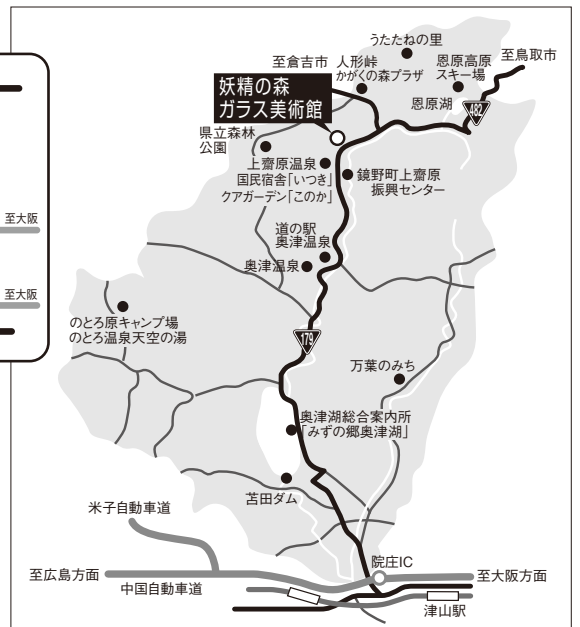 うたたねの里
至倉吉市
人形峠
かがくの森プラザ
恩原高原
スキー場
至鳥取市
恩原湖
482
妖精の森
ガラス美術館
県立森林
公園
上齋原温泉
国民宿舎「いつき」
クアガーデン「このか」
鏡野町上齋原
振興センター
至大阪
道の駅
奥津温泉
奥津温泉
至大阪
のとろ原キャンプ場
のとろ温泉天空の湯
179
万葉のみち
奥津湖総合案内所
「みずの郷奥津湖」
苫田ダム
米子自動車道
院庄IC
至広島方面
至大阪方面
中国自動車道
津山駅